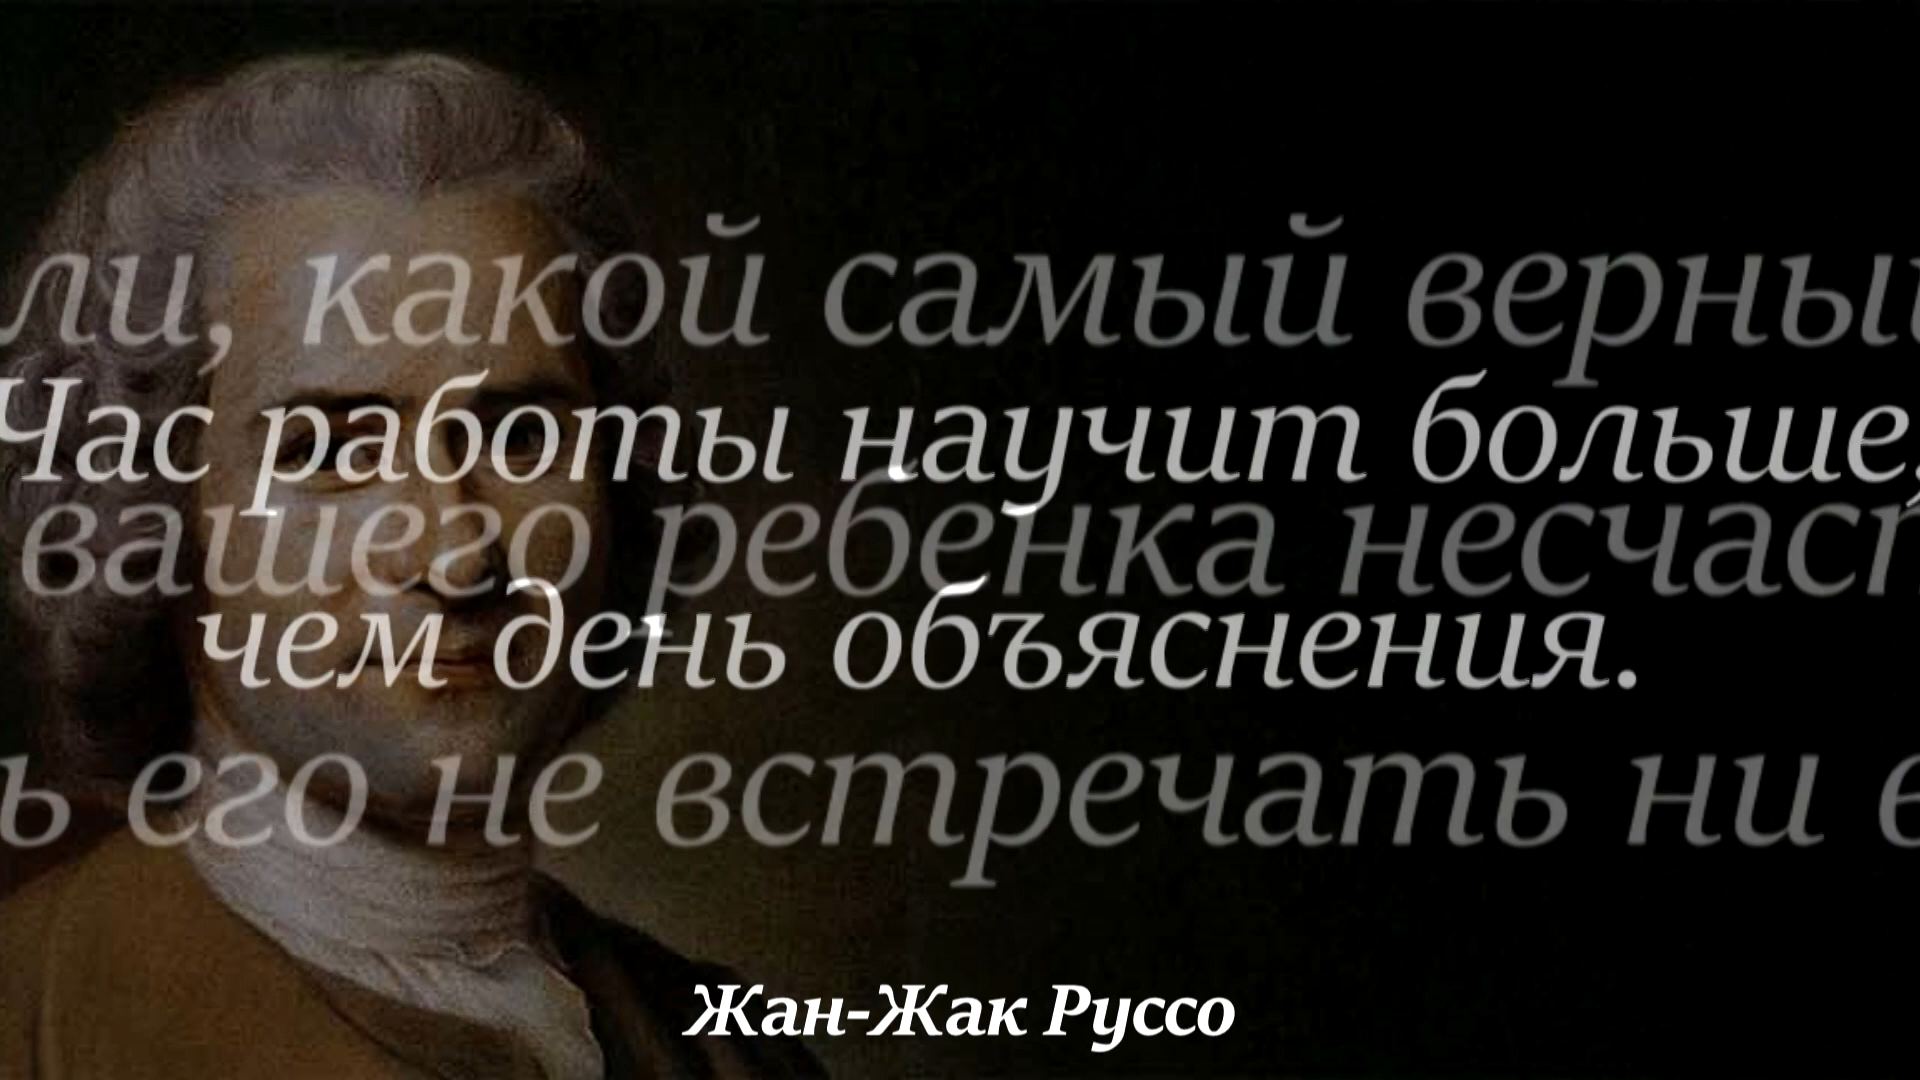 ли, какой самый верный
Час работы научит больше,
вашего ребенка несчаст
чем день объяснения.
ь его не встречать ни в
Жан-Жак Руссо